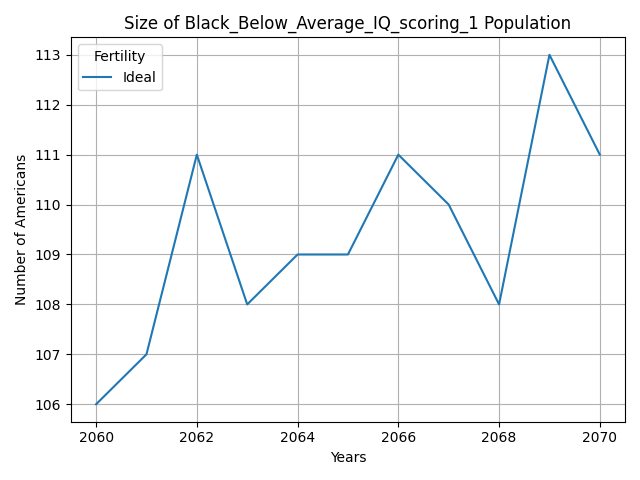 Size of Black_Below_Average_IQ_scoring_1 Population
Fertility
Ideal
113
112
111
110
109
108
107
106
Number of Americans
2060
2062
2064
2066
2068
2070
Years